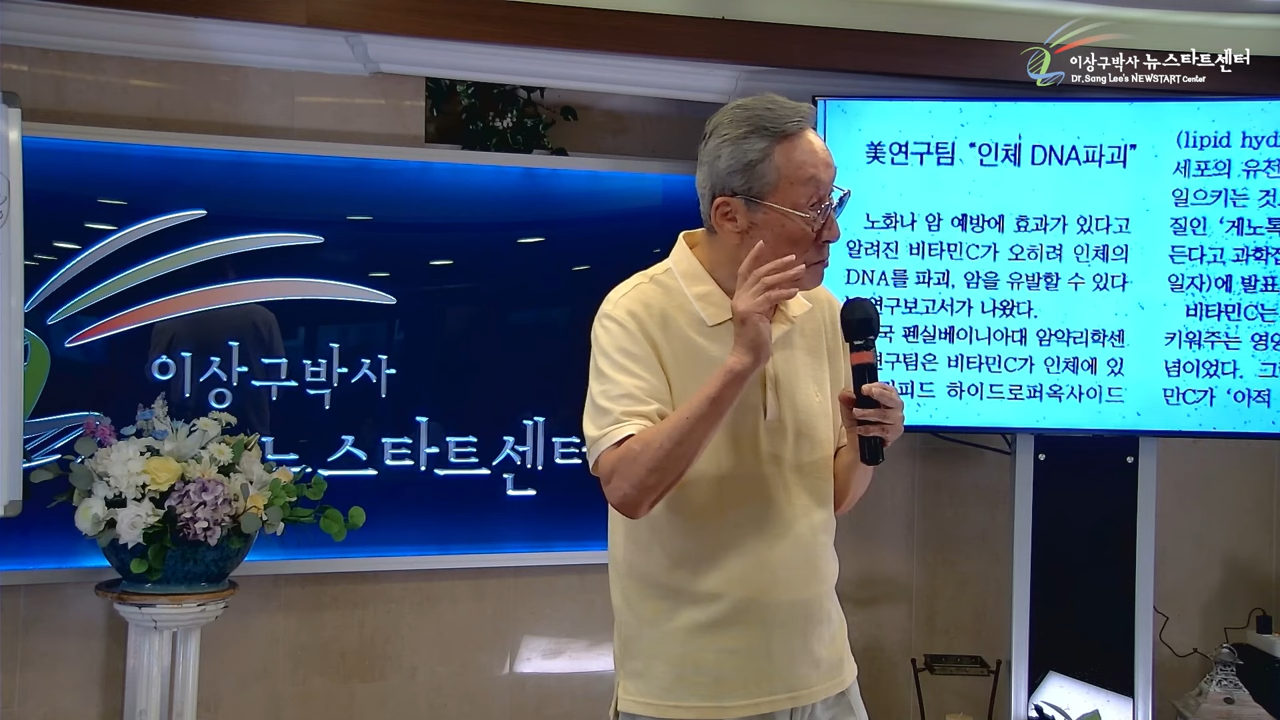 이상구박사 뉴스타트센터
Dr. Sang Lee's NEWSTART Center
이상구박사
뉴스타트센터
美연구팀 “인체 DNA파괴”
노화나 암 예방에 효과가 있다고
알려진 비타민C가 오히려 인체의
DNA를 파괴, 암을 유발할 수 있다
연구보고서가 나왔다.
국 펜실베이니아대 암약리학센
연구팀은 비타민C가 인체에 있
피드 하이드로퍼옥사이드
(lipid hyd
세포의 유전
일으키는 것
질인 ‘게노톡
든다고 과학잡
일자)에 발표
비타민C는
키워주는 영양
념이었다. 그
만C가 ‘아직